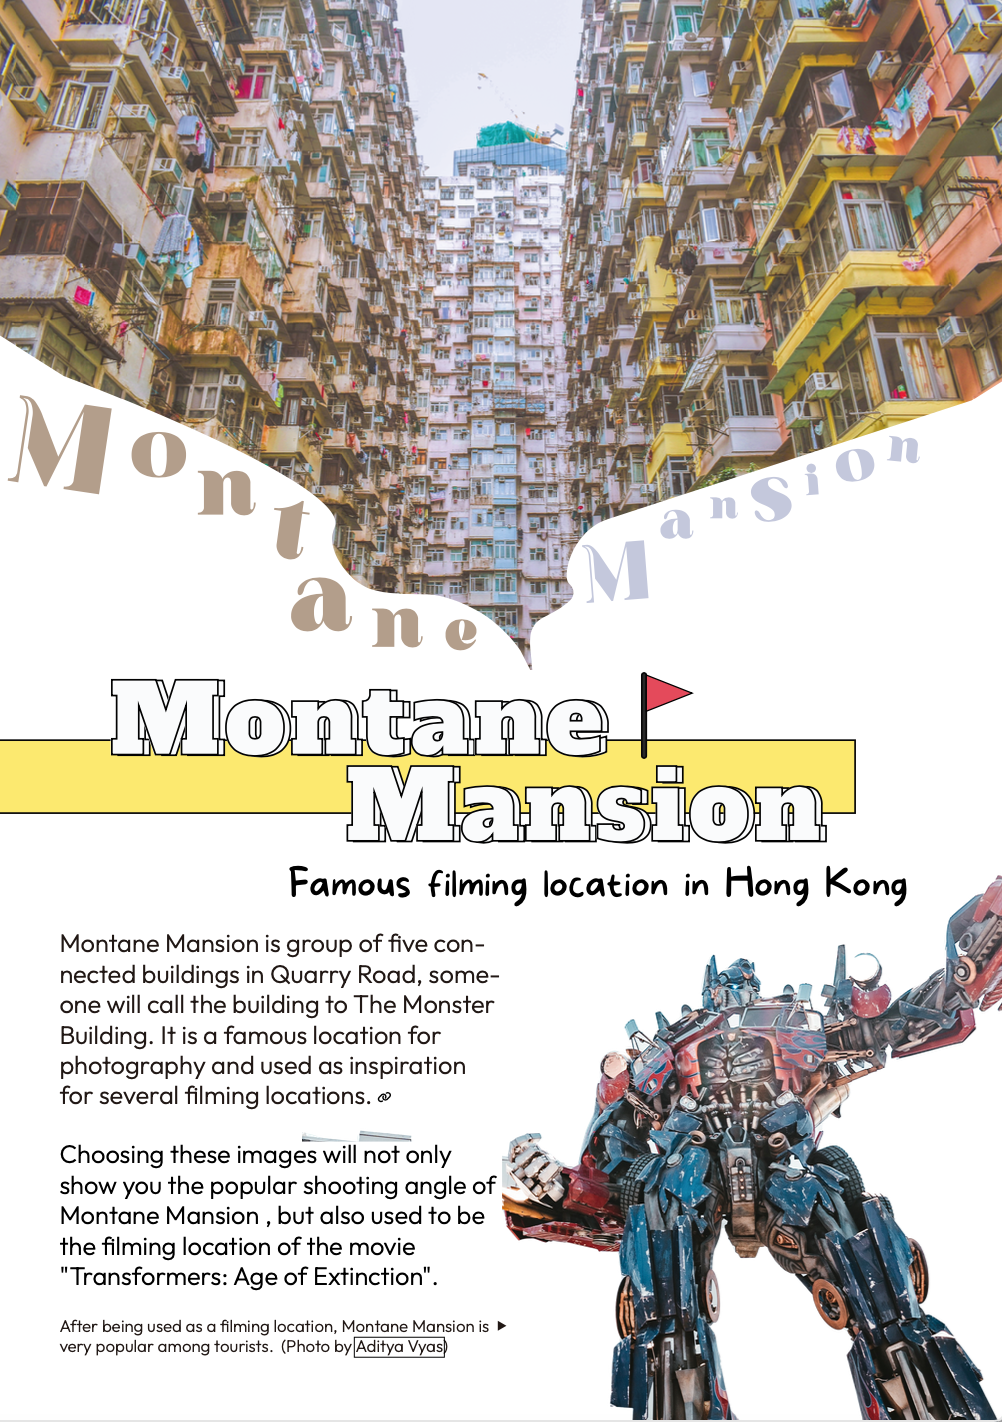 Montane
Mansion
Montane
Mansion
Famous filming location in Hong Kong
Montane Mansion is group of five con-
nected buildings in Quarry Road, some-
one will call the building to The Monster
Building. It is a famous location for
photography and used as inspiration
for several filming locations.
Choosing these images will not only
show you the popular shooting angle of
Montane Mansion , but also used to be
the filming location of the movie
"Transformers: Age of Extinction".
After being used as a filming location, Montane Mansion is
very popular among tourists. (Photo by Aditya Vyas)